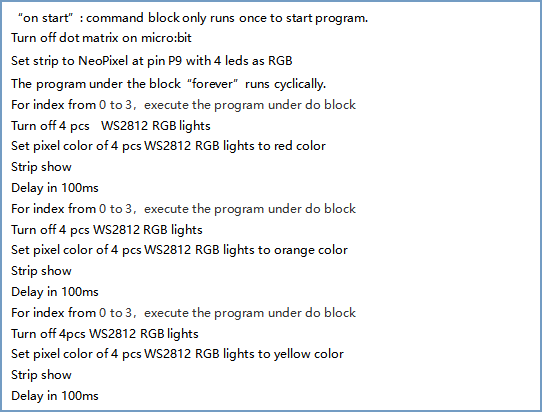 “on start”: command block only runs once to start program.
Turn off dot matrix on micro:bit
Set strip to NeoPixel at pin P9 with 4 leds as RGB
The program under the block “forever” runs cyclically.
For index from 0 to 3, execute the program under do block
Turn off 4 pcs WS2812 RGB lights
Set pixel color of 4 pcs WS2812 RGB lights to red color
Strip show
Delay in 100ms
For index from 0 to 3, execute the program under do block
Turn off 4 pcs WS2812 RGB lights
Set pixel color of 4 pcs WS2812 RGB lights to orange color
Strip show
Delay in 100ms
For index from 0 to 3, execute the program under do block
Turn off 4pcs WS2812 RGB lights
Set pixel color of 4 pcs WS2812 RGB lights to yellow color
Strip show
Delay in 100ms